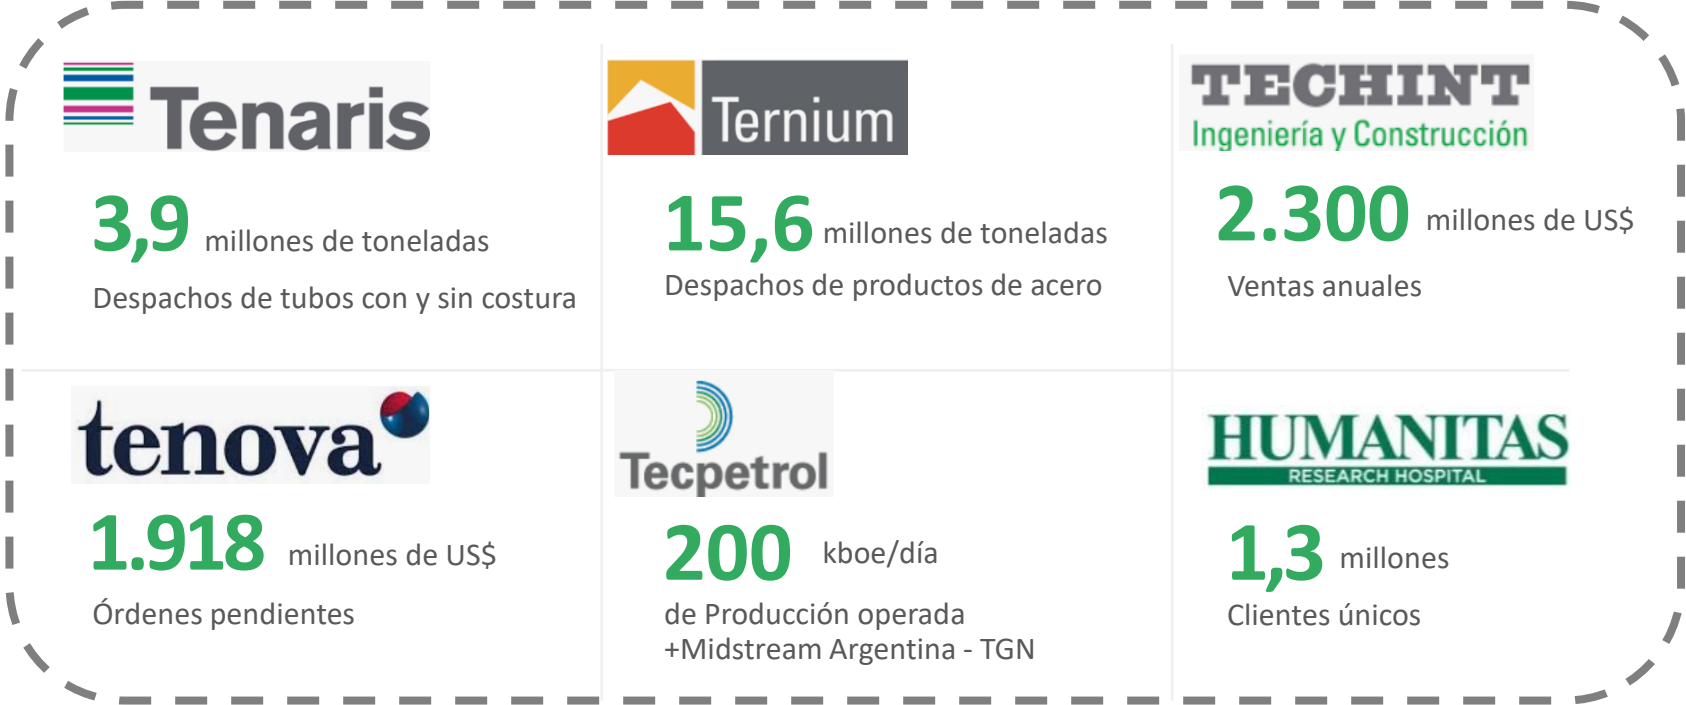 Tenaris
3,9 millones de toneladas
Despachos de tubos con y sin costura
Ternium
15,6 millones de toneladas
Despachos de productos de acero
TECHINT
Ingeniería y Construcción
2.300 millones de US$
Ventas anuales
tenova
1.918 millones de US$
Órdenes pendientes
Tecpetrol
200 kboe/día
de Producción operada
+Midstream Argentina - TGN
HUMANITAS
RESEARCH HOSPITAL
1,3 millones
Clientes únicos